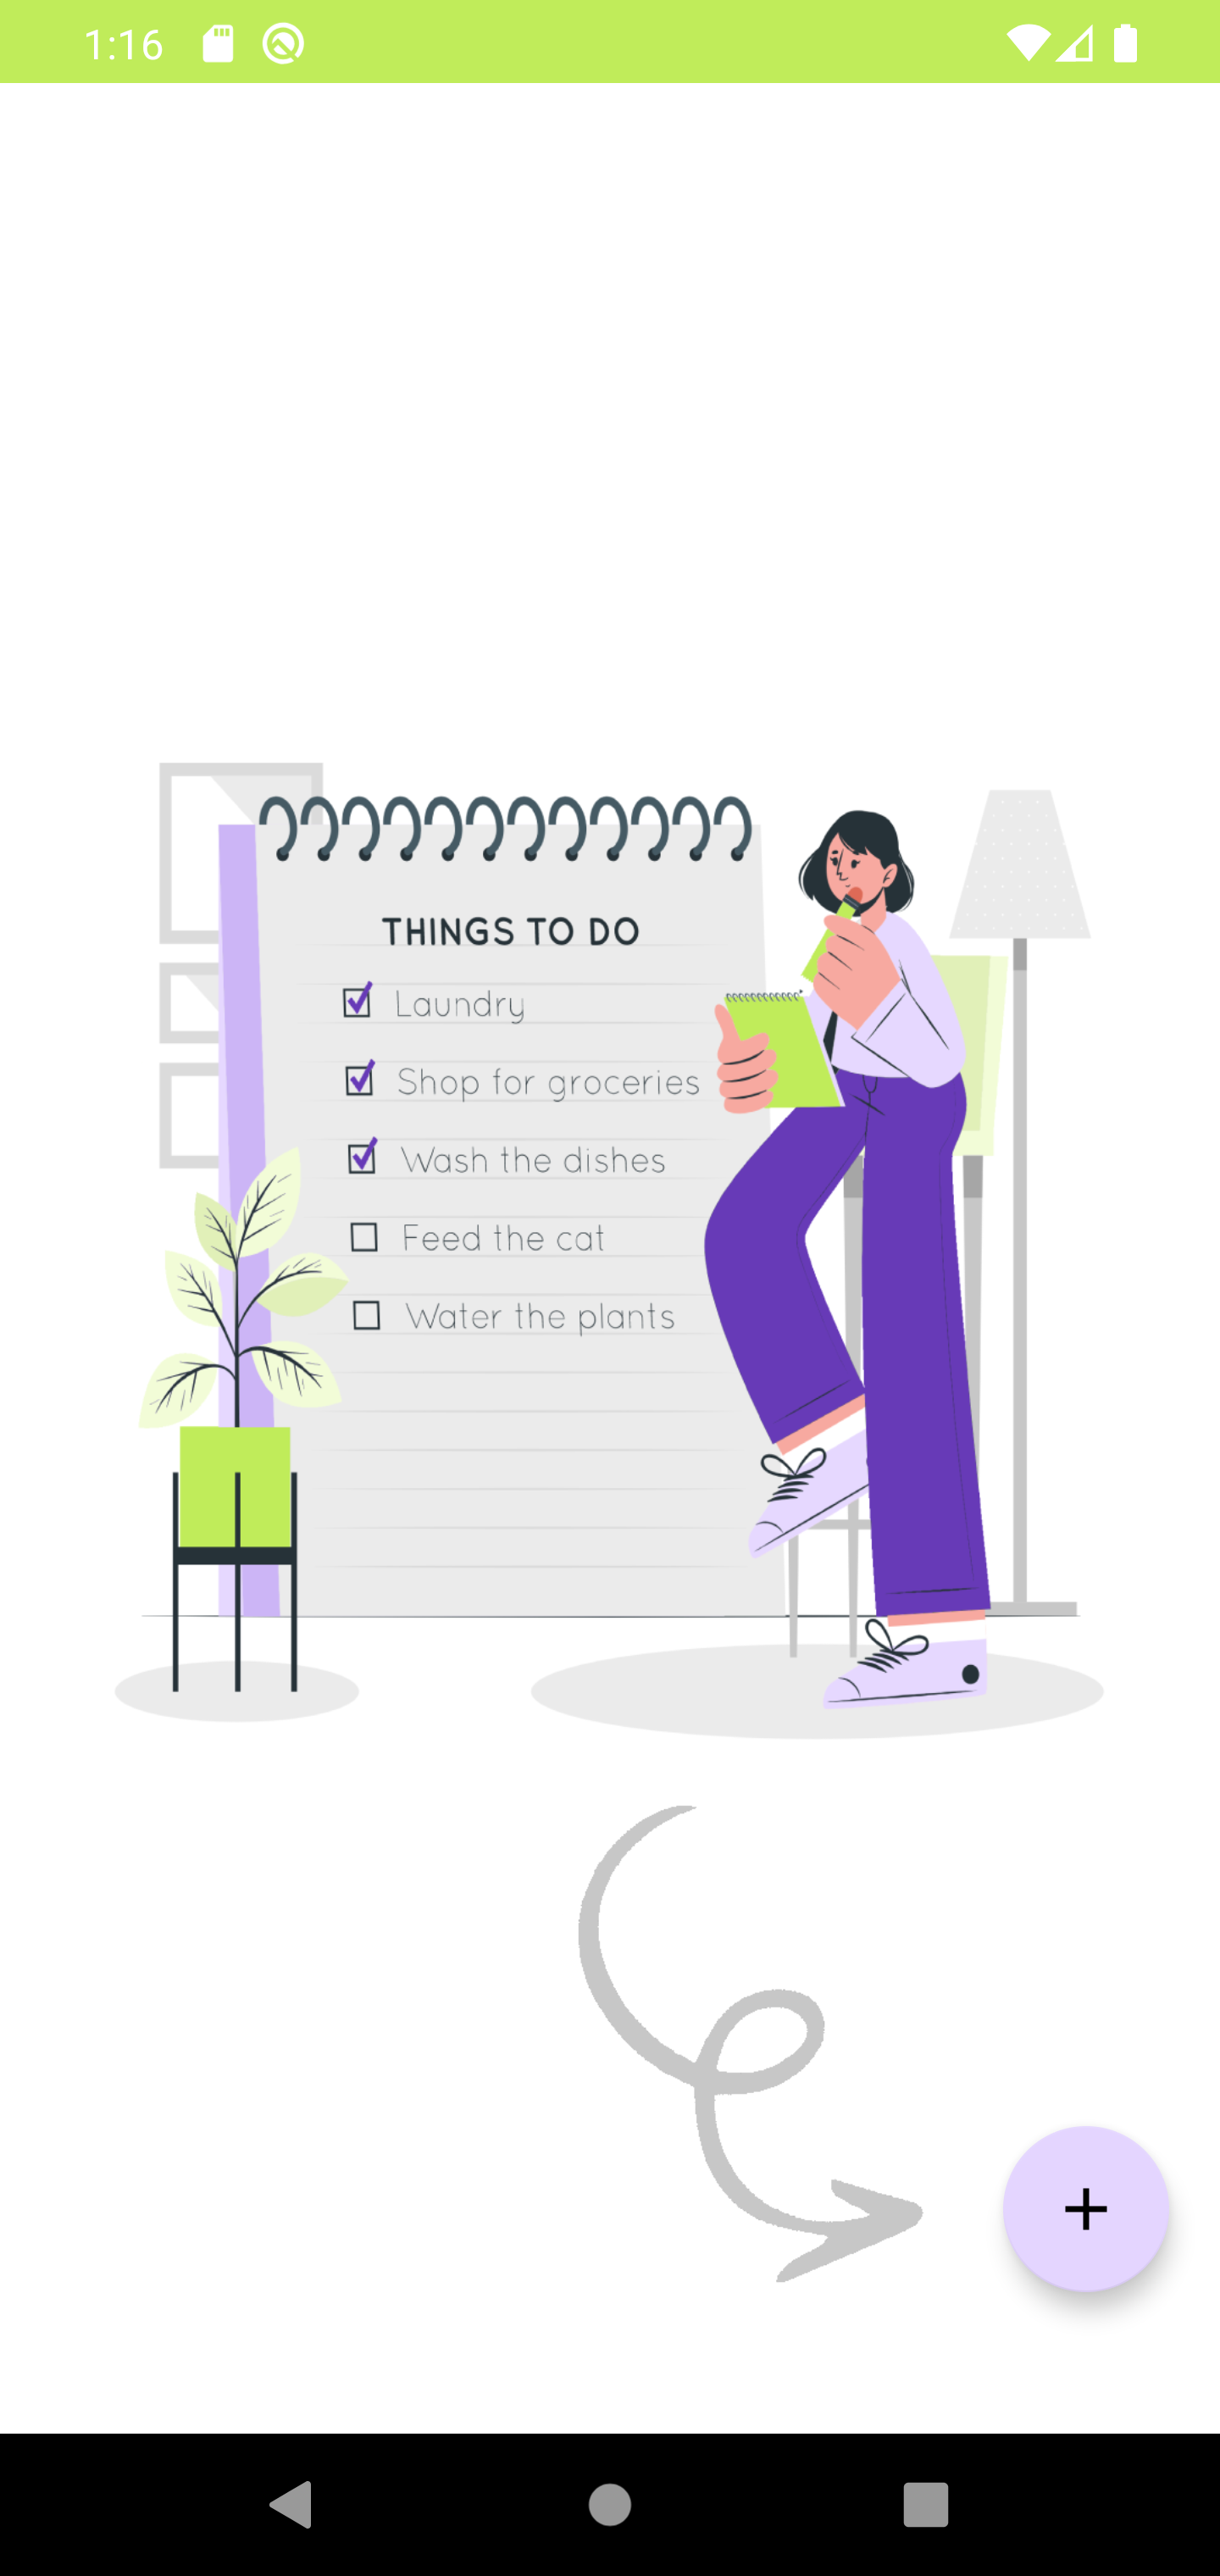 1:16
THINGS TO DO
Laundry
Shop for groceries
Wash the dishes
Feed the cat
Water the plants